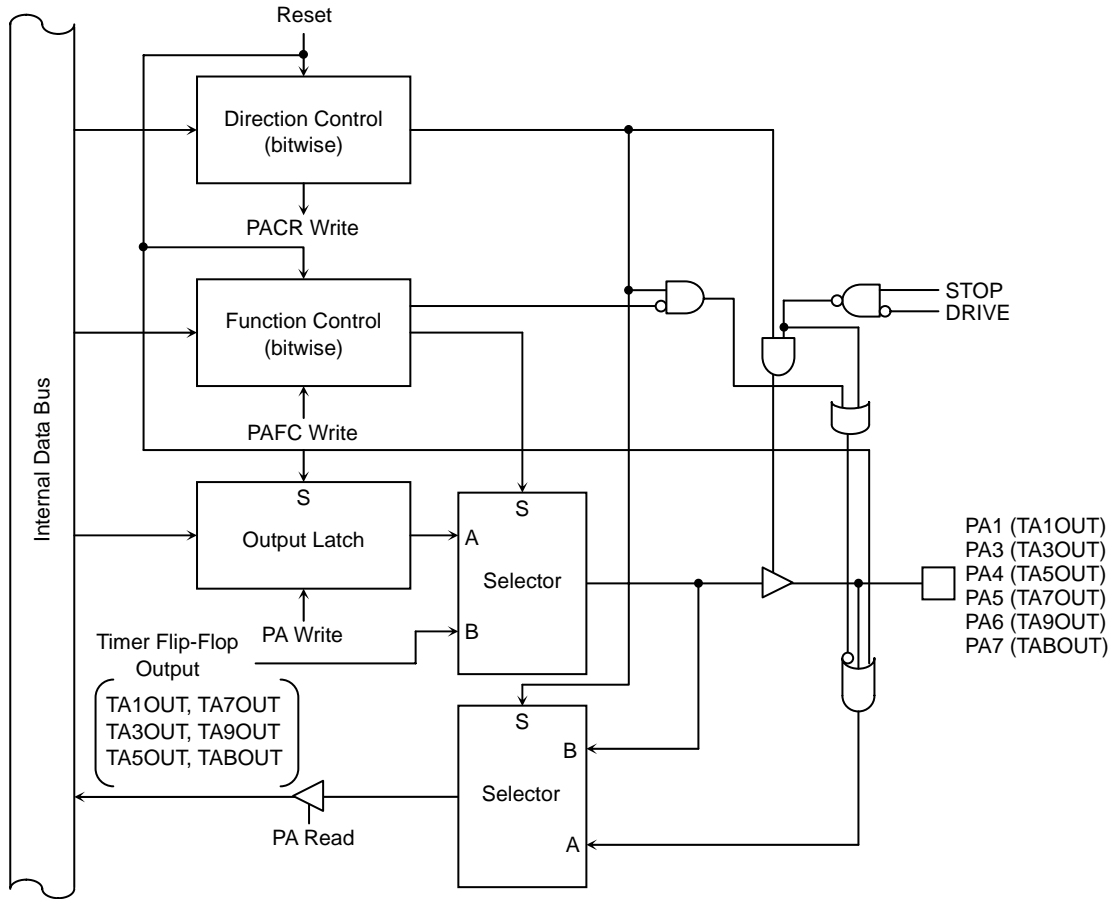 Reset
Direction Control
(bitwise)
PACR Write
Function Control
(bitwise)
PAFC Write
STOP
DRIVE
Internal Data Bus
S
Output Latch
PA Write
S
A
Selector
B
PA1 (TA1OUT)
PA3 (TA3OUT)
PA4 (TA5OUT)
PA5 (TA7OUT)
PA6 (TA9OUT)
PA7 (TABOUT)
Timer Flip-Flop
Output
TA1OUT, TA7OUT
TA3OUT, TA9OUT
TA5OUT, TABOUT
S
B
Selector
A
PA Read